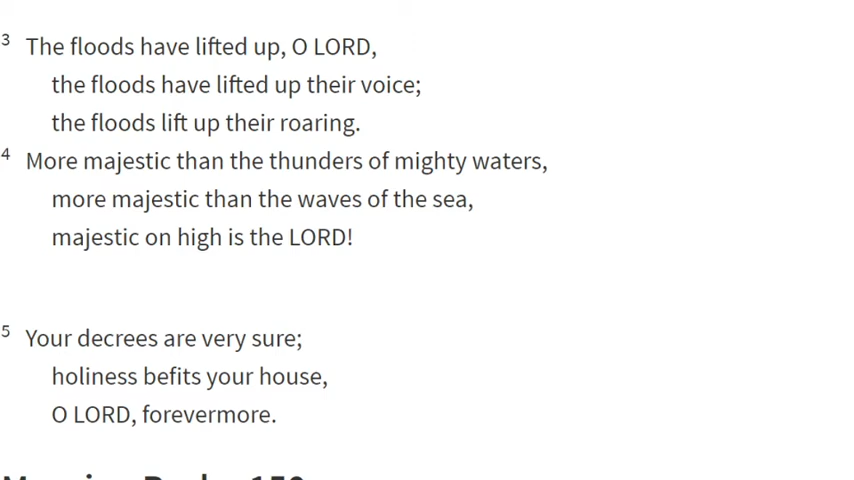 3 The floods have lifted up, O LORD,
the floods have lifted up their voice;
the floods lift up their roaring.
4 More majestic than the thunders of mighty waters,
more majestic than the waves of the sea,
majestic on high is the LORD!
5 Your decrees are very sure;
holiness befits your house,
O LORD, forevermore.